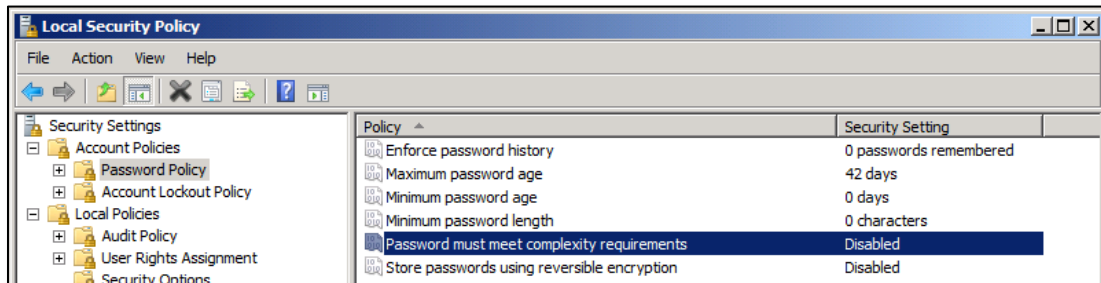 Local Security Policy
File Action View Help
Security Settings
Account Policies
Password Policy
Account Lockout Policy
Local Policies
Audit Policy
User Rights Assignment
Security Options
Policy Security Setting
Enforce password history 0 passwords remembered
Maximum password age 42 days
Minimum password age 0 days
Minimum password length 0 characters
Password must meet complexity requirements Disabled
Store passwords using reversible encryption Disabled